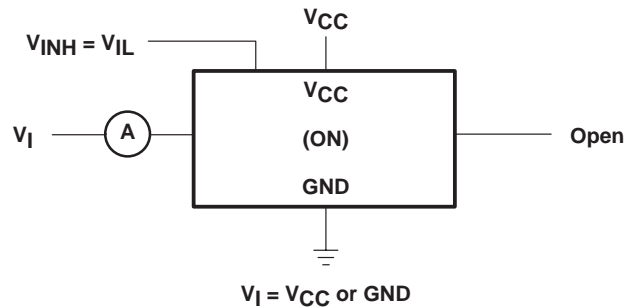 VCC
VINH = VIL
VCC
VI
A
(ON)
Open
GND
VI = VCC or GND